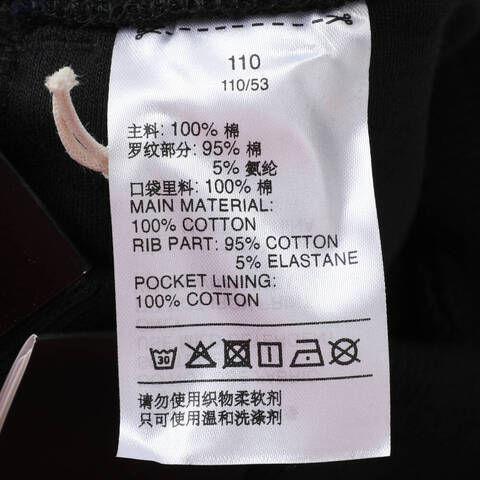 110
110/53
主料: 100% 棉
罗纹部分: 95% 棉
5% 氨纶
口袋里料: 100% 棉
MAIN MATERIAL:
100% COTTON
RIB PART: 95% COTTON
5% ELASTANE
POCKET LINING:
100% COTTON
30
请勿使用织物柔软剂
只可使用温和洗涤剂